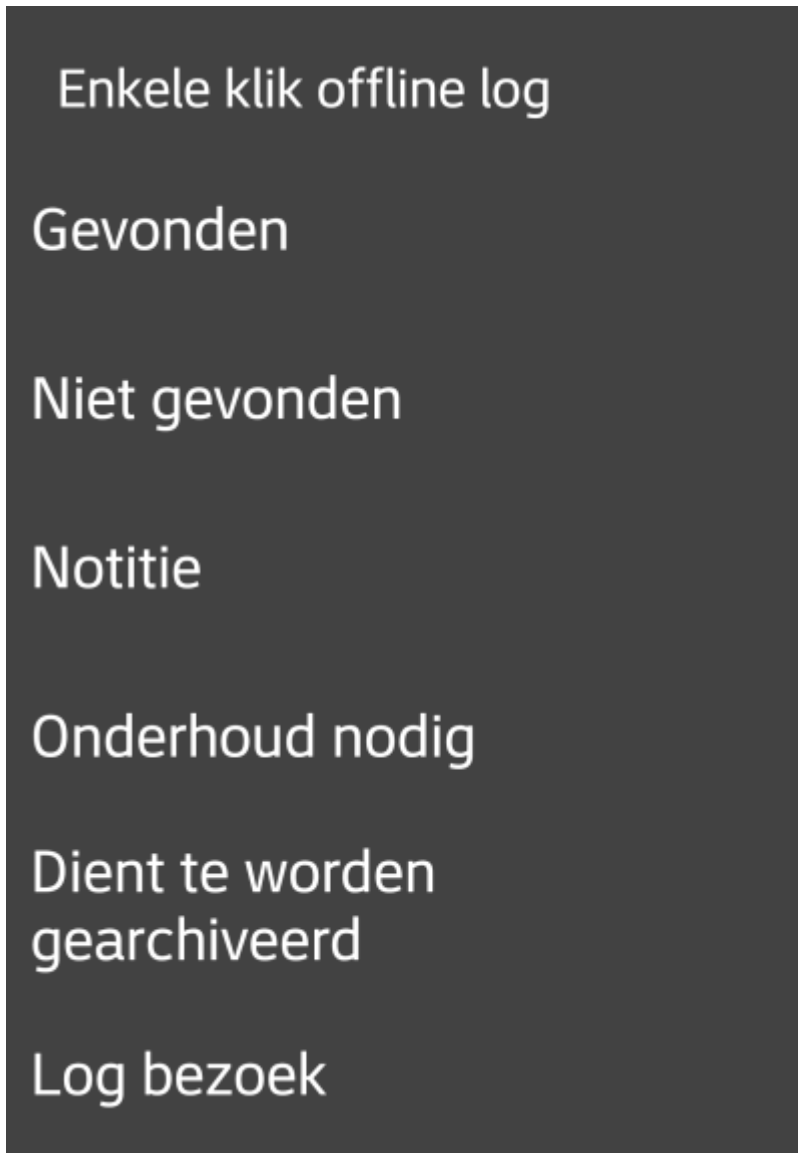 Enkele klik offline log
Gevonden
Niet gevonden
Notitie
Onderhoud nodig
Dient te worden
gearchiveerd
Log bezoek